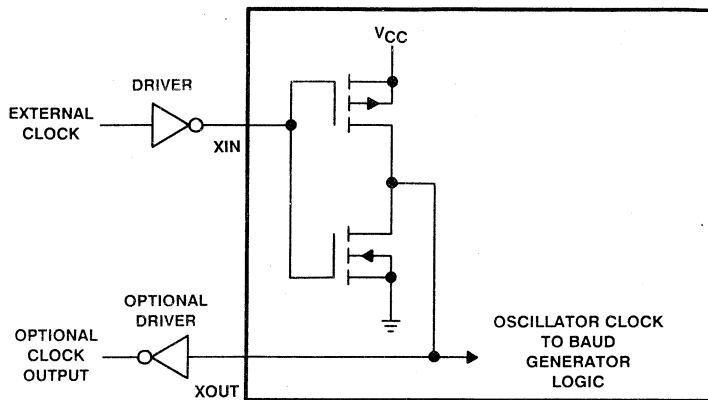 VCC
DRIVER
EXTERNAL
CLOCK
XIN
OPTIONAL
DRIVER
OPTIONAL
CLOCK
OUTPUT
XOUT
OSCILLATOR CLOCK
TO BAUD
GENERATOR
LOGIC